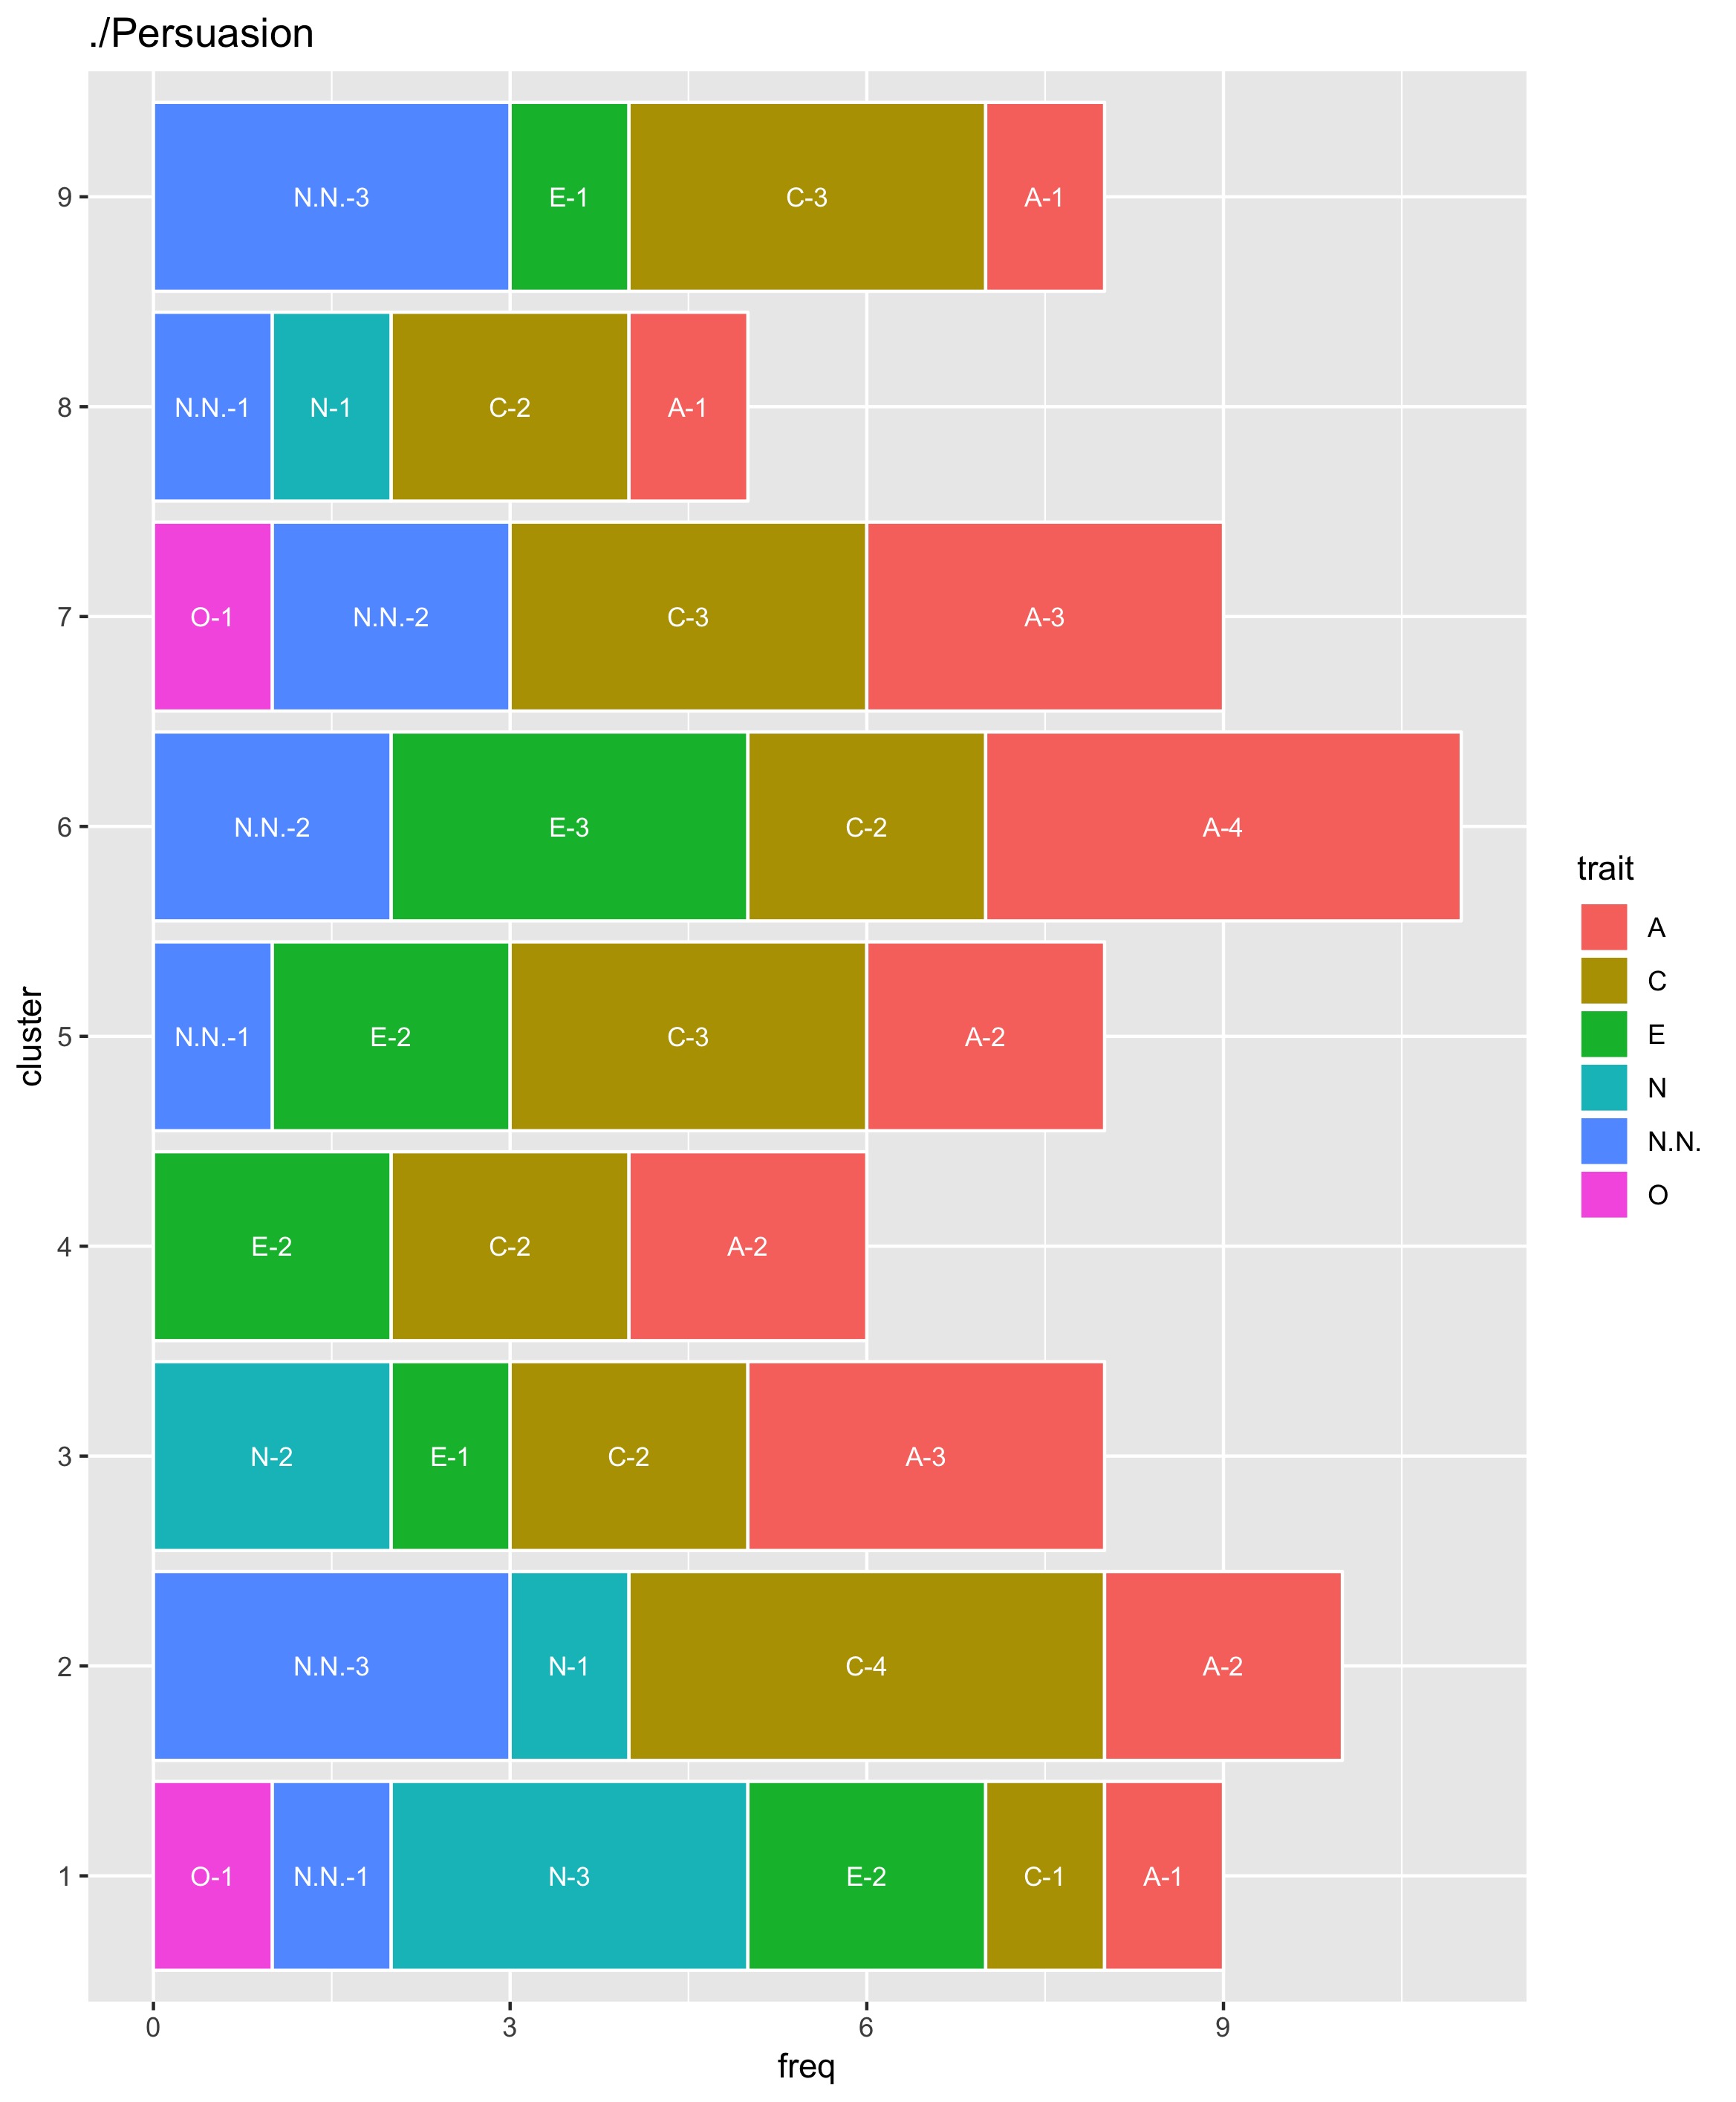 ./Persuasion
9
N.N.-3 E-1 C-3 A-1
8
N.N.-1 N-1 C-2 A-1
7
O-1 N.N.-2 C-3 A-3
6
N.N.-2 E-3 C-2 A-4
5
N.N.-1 E-2 C-3 A-2
4
E-2 C-2 A-2
3
N-2 E-1 C-2 A-3
2
N.N.-3 N-1 C-4 A-2
1
O-1 N.N.-1 N-3 E-2 C-1 A-1
0 3 6 9
freq
cluster
trait
A
C
E
N
N.N.
O